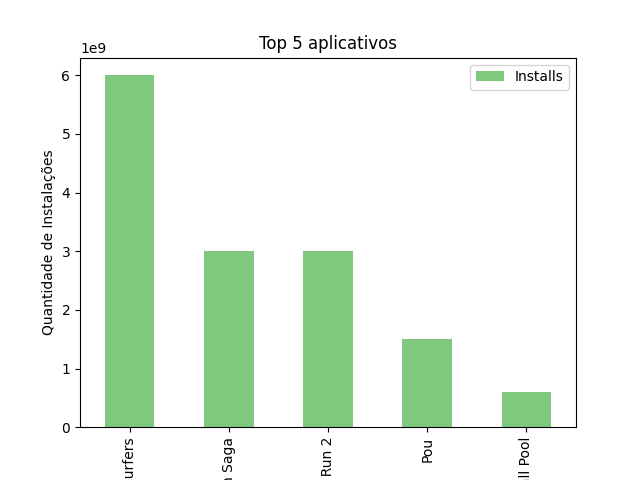 Top 5 aplicativos
1e9
Installs
Quantidade de Instalações
6
5
4
3
2
1
0
urfers
Saga
Run 2
Pou
ll Pool